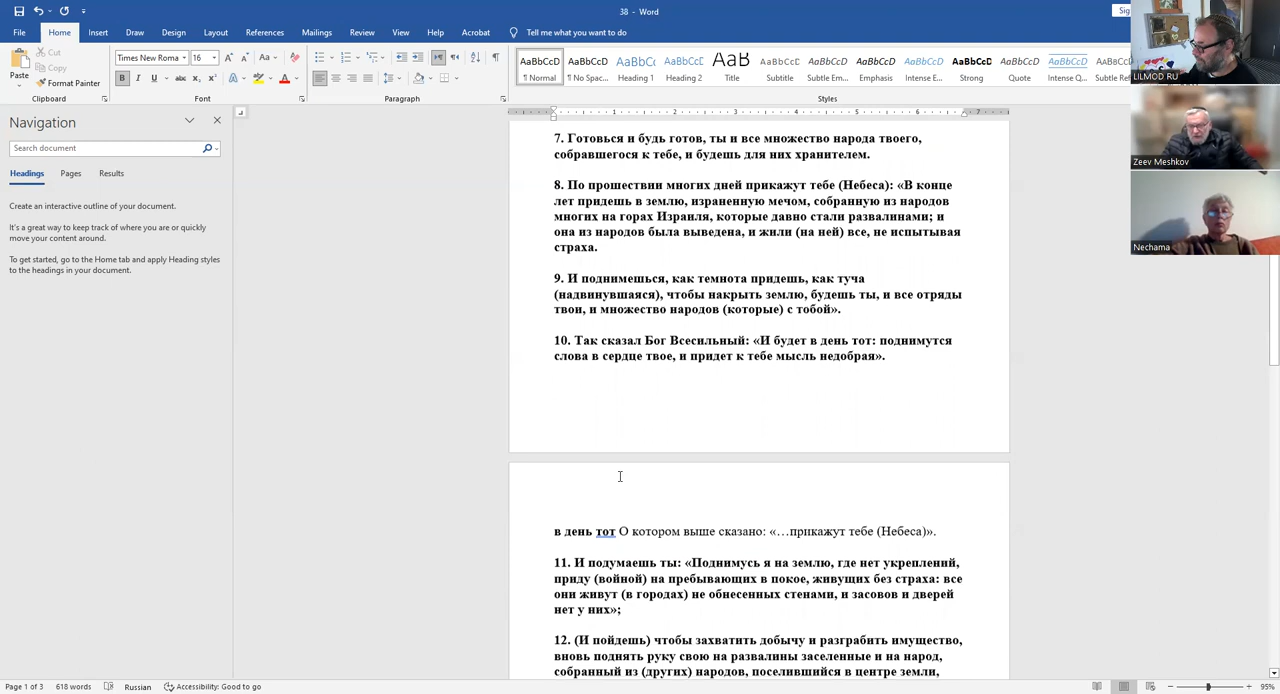 38 - Word
Sig
File Home Insert Draw Design Layout References Mailings Review View Help Acrobat Tell me what you want to do
Paste
Cut
Copy
Format Painter
Clipboard
Times New Roma 16
Font
Paragraph
AaBbCcD AaBbCcD AaBbCc AaBbCcD AaB AaBbCcD AaBbCcD AaBbCcD AaBbCcD AaBbCcD AaBbCcD AaBbCcD AaBbCcD
¶ Normal ¶ No Spac... Heading 1 Heading 2 Title Subtitle Subtle Em... Emphasis Intense E... Strong Quote Intense Q... Subtle Ref
Styles
LILMOD RU
Zeev Meshkov
Nechama
Navigation
Search document
Headings Pages Results
Create an interactive outline of your document.
It's a great way to keep track of where you are or quickly
move your content around.
To get started, go to the Home tab and apply Heading styles
to the headings in your document.
1 2 3 4 5 6 7
7. Готовься и будь готов, ты и все множество народа твоего,
собравшегося к тебе, и будешь для них хранителем.
8. По прошествии многих дней прикажут тебе (Небеса): «В конце
лет придешь в землю, израненную мечом, собранную из народов
многих на горах Израиля, которые давно стали развалинами; и
она из народов была выведена, и жили (на ней) все, не испытывая
страха.
9. И поднимешься, как темнота придешь, как туча
(надвинувшаяся), чтобы накрыть землю, будешь ты, и все отряды
твои, и множество народов (которые) с тобой».
10. Так сказал Бог Всесильный: «И будет в день тот: поднимутся
слова в сердце твое, и придет к тебе мысль недобрая».
в день тот О котором выше сказано: «…прикажут тебе (Небеса)».
11. И подумаешь ты: «Поднимусь я на землю, где нет укреплений,
приду (войной) на пребывающих в покое, живущих без страха: все
они живут (в городах) не обнесенных стенами, и засовов и дверей
нет у них»;
12. (И пойдешь) чтобы захватить добычу и разграбить имущество,
вновь поднять руку свою на развалины заселенные и на народ,
собранный из (других) народов, поселившийся в центре земли,
Page 1 of 3 618 words Russian Accessibility: Good to go
95%